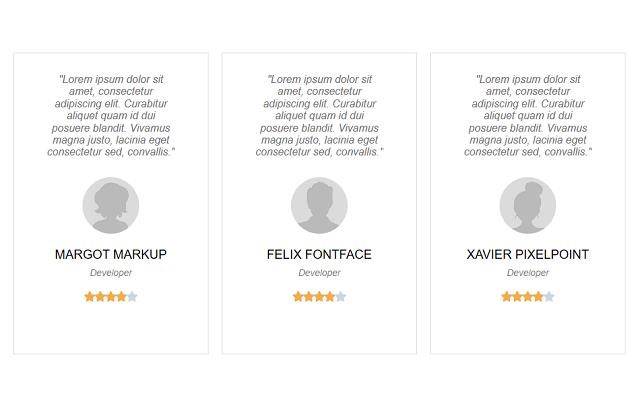 "Lorem ipsum dolor sit
amet, consectetur
adipiscing elit. Curabitur
aliquet quam id dui
posuere blandit. Vivamus
magna justo, lacinia eget
consectetur sed, convallis."
MARGOT MARKUP
Developer
"Lorem ipsum dolor sit
amet, consectetur
adipiscing elit. Curabitur
aliquet quam id dui
posuere blandit. Vivamus
magna justo, lacinia eget
consectetur sed, convallis."
FELIX FONTFACE
Developer
"Lorem ipsum dolor sit
amet, consectetur
adipiscing elit. Curabitur
aliquet quam id dui
posuere blandit. Vivamus
magna justo, lacinia eget
consectetur sed, convallis."
XAVIER PIXELPOINT
Developer